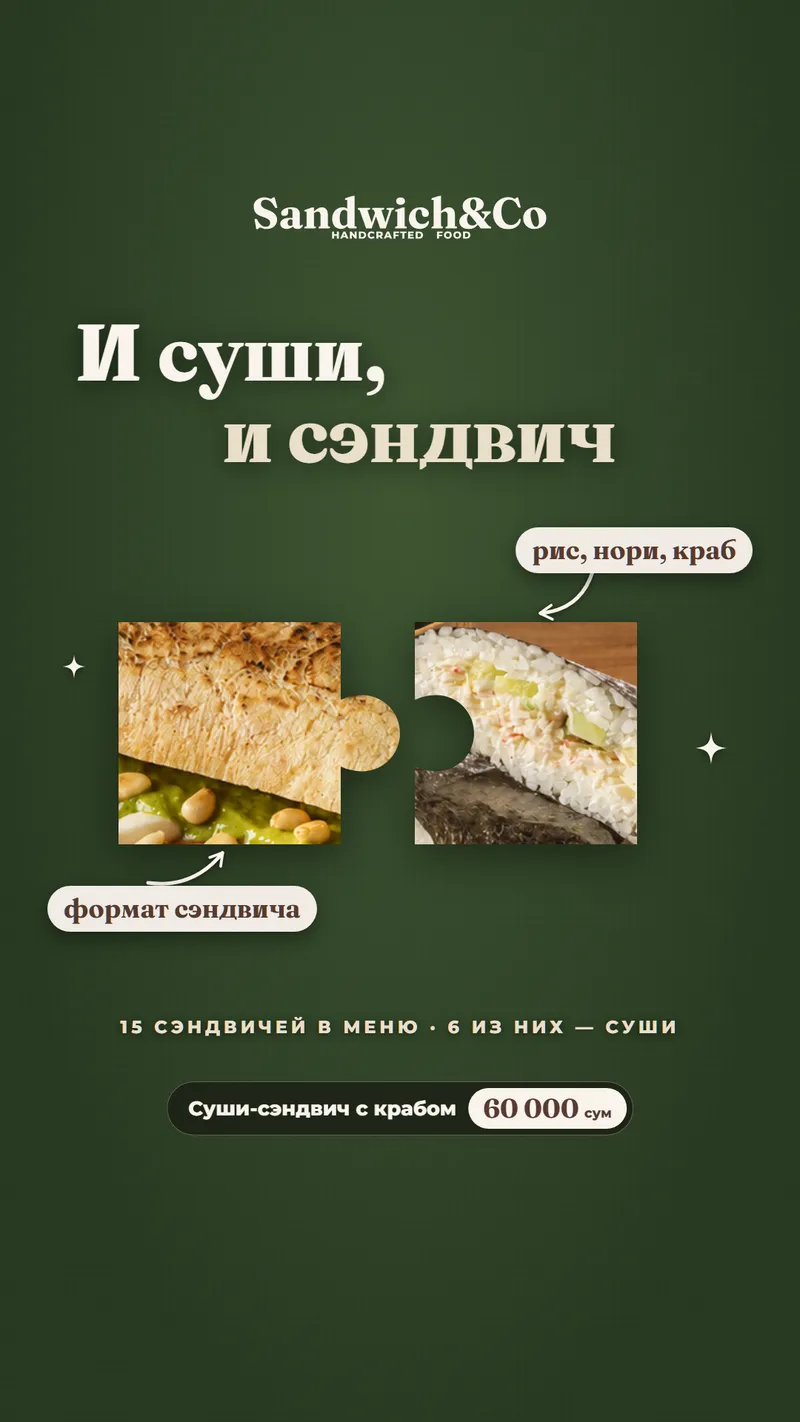 Sandwich&Co
HANDCRAFTED FOOD
И суши,
и сэндвич
рис, нори, краб
формат сэндвича
15 СЭНДВИЧЕЙ В МЕНЮ · 6 ИЗ НИХ — СУШИ
Суши-сэндвич с крабом 60 000 сум